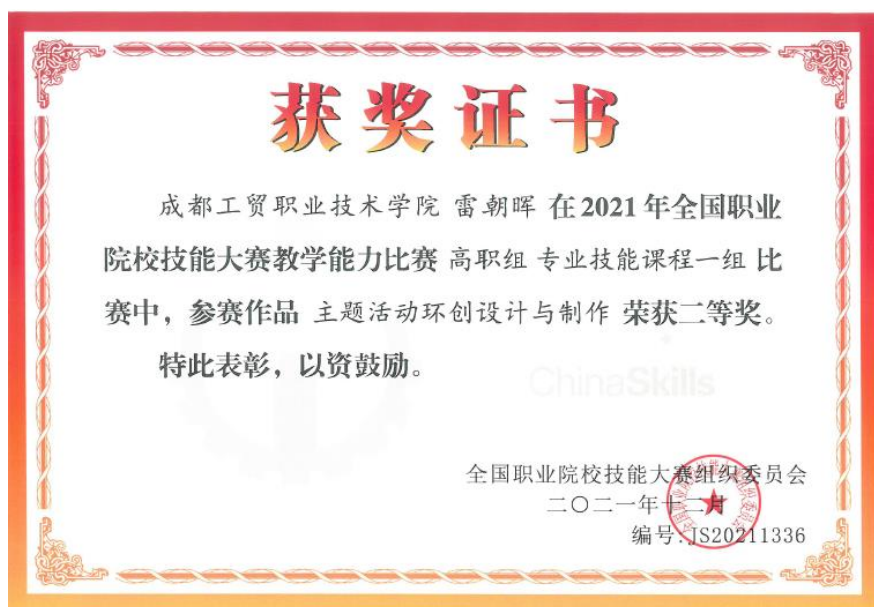 获奖证书
成都工贸职业技术学院 雷朝晖 在2021年全国职业
院校技能大赛教学能力比赛 高职组 专业技能课程一组 比
赛中，参赛作品 主题活动环创设计与制作 荣获二等奖。
特此表彰，以资鼓励。
ChinaSkills
全国职业院校技能大赛组织委员会
二〇二一年十二月
编号:JS20211336